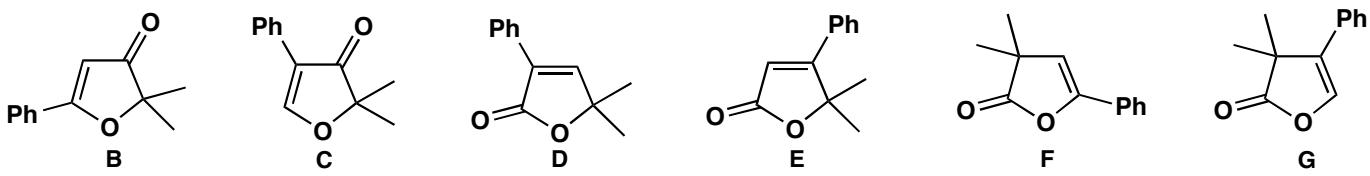 O Ph O Ph Ph Ph
Ph O O O O O O O O Ph O O
B C D E F G